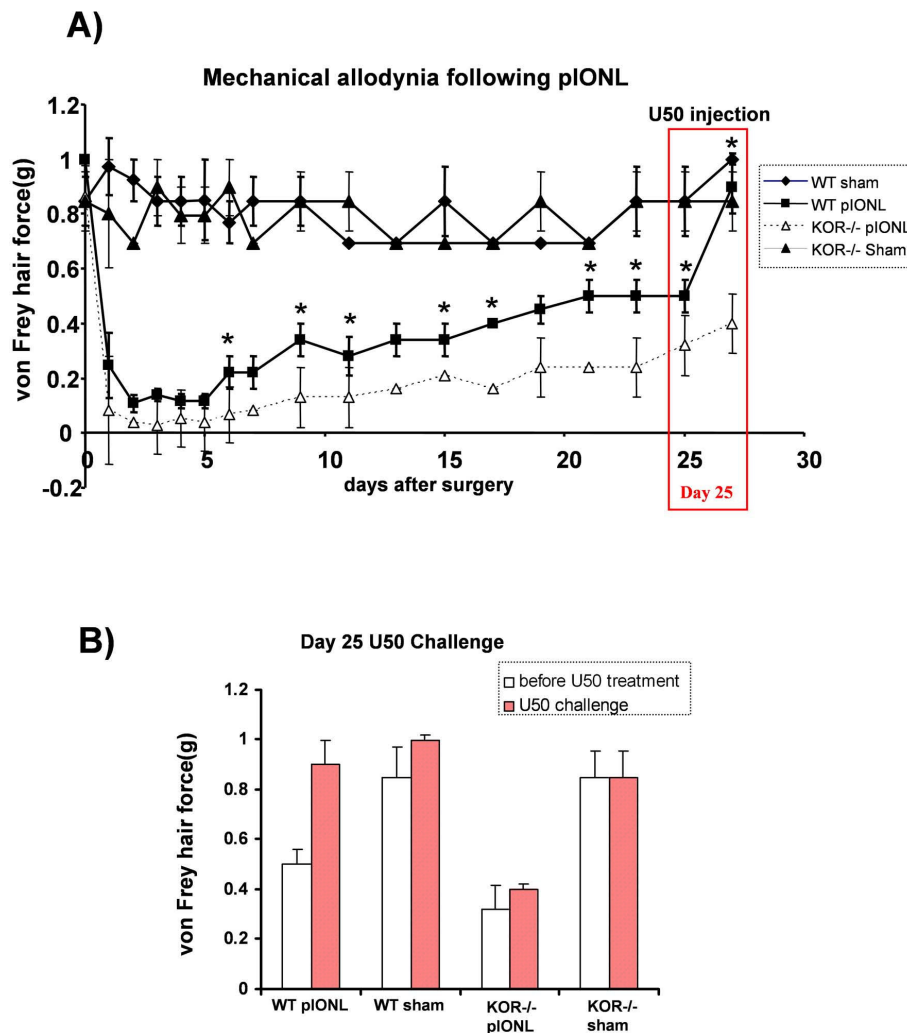 A)
Mechanical allodynia following pIONL
U50 injection
von Frey hair force(g)
1.2
1
0.8
0.6
0.4
0.2
0
-0.2
0 5 10 15 20 25 30
days after surgery
Day 25
* * * * * * * * *
WT sham
WT pIONL
KOR-/- pIONL
KOR-/- Sham
B)
Day 25 U50 Challenge
before U50 treatment
U50 challenge
von Frey hair force(g)
1.2
1
0.8
0.6
0.4
0.2
0
WT pIONL
WT sham
KOR-/-
pIONL
KOR-/-
sham